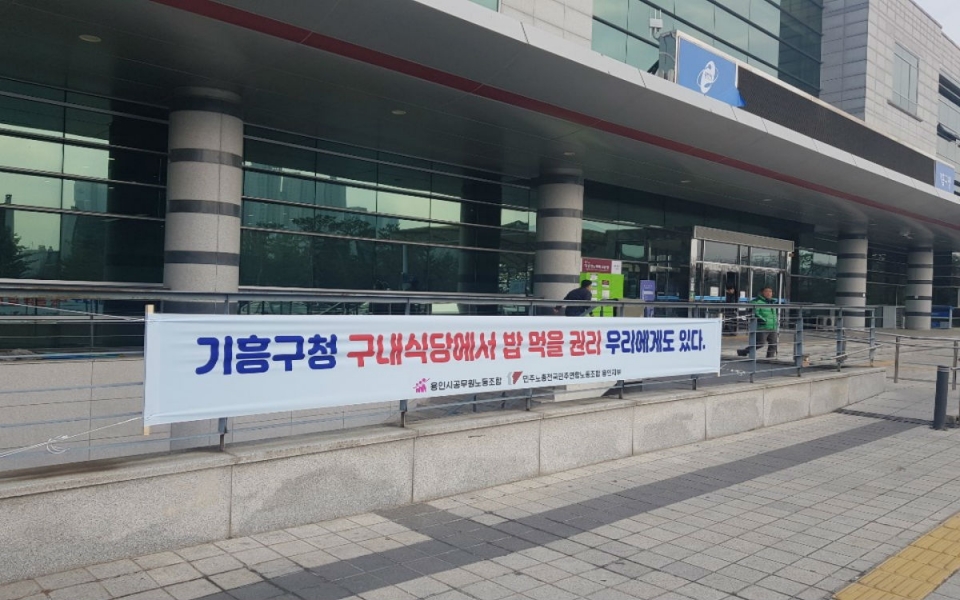 기흥구청 구내식당에서 밥 먹을 권리 우리에게도 있다.
용인시공무원노동조합 민주노총전국민주연합노동조합 용인지부